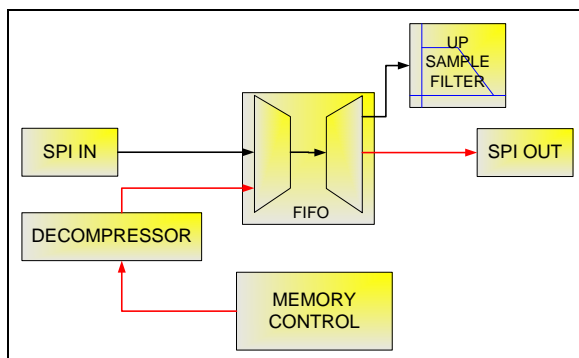 UP
SAMPLE
FILTER
SPI IN
SPI OUT
FIFO
DECOMPRESSOR
MEMORY
CONTROL